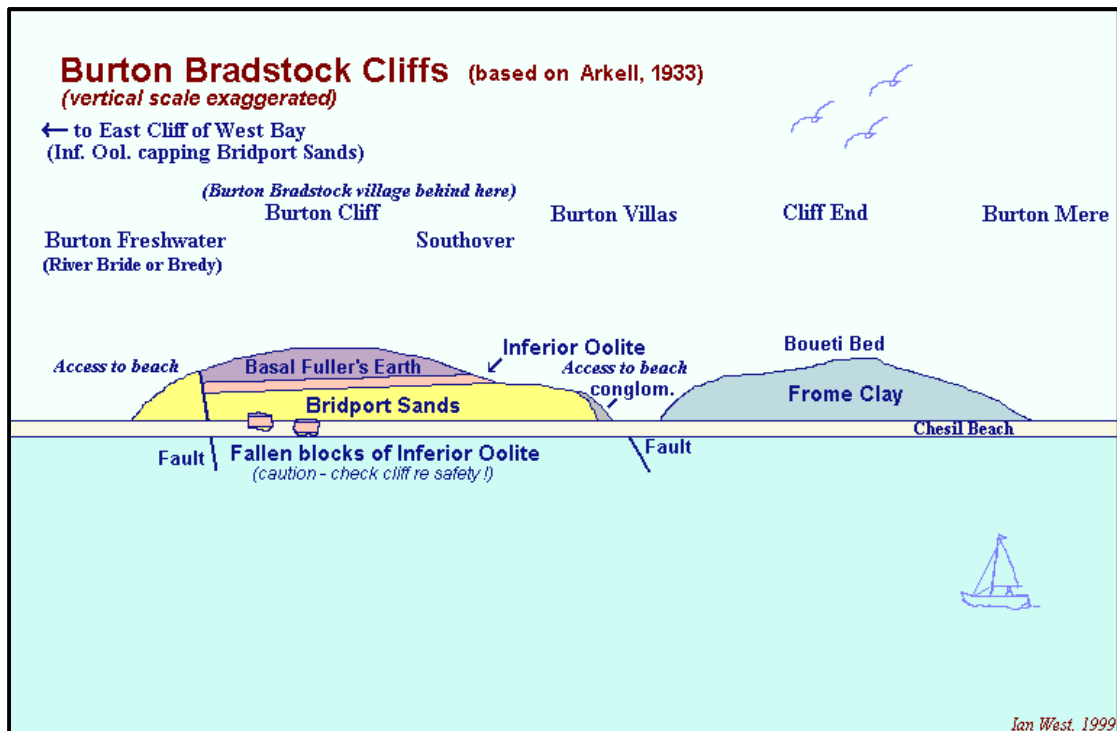 Burton Bradstock Cliffs (based on Arkell, 1933)
(vertical scale exaggerated)
← to East Cliff of West Bay
(Inf. Ool. capping Bridport Sands)
(Burton Bradstock village behind here)
Burton Cliff
Burton Villas
Cliff End
Burton Mere
Burton Freshwater
Southover
(River Bride or Bredy)
Boueti Bed
Inferior Oolite
Access to beach
Basal Fuller's Earth
Access to beach
conglom.
Frome Clay
Bridport Sands
Chesil Beach
Fault
Fallen blocks of Inferior Oolite
Fault
(caution - check cliff re safety !)
Ian West, 1999